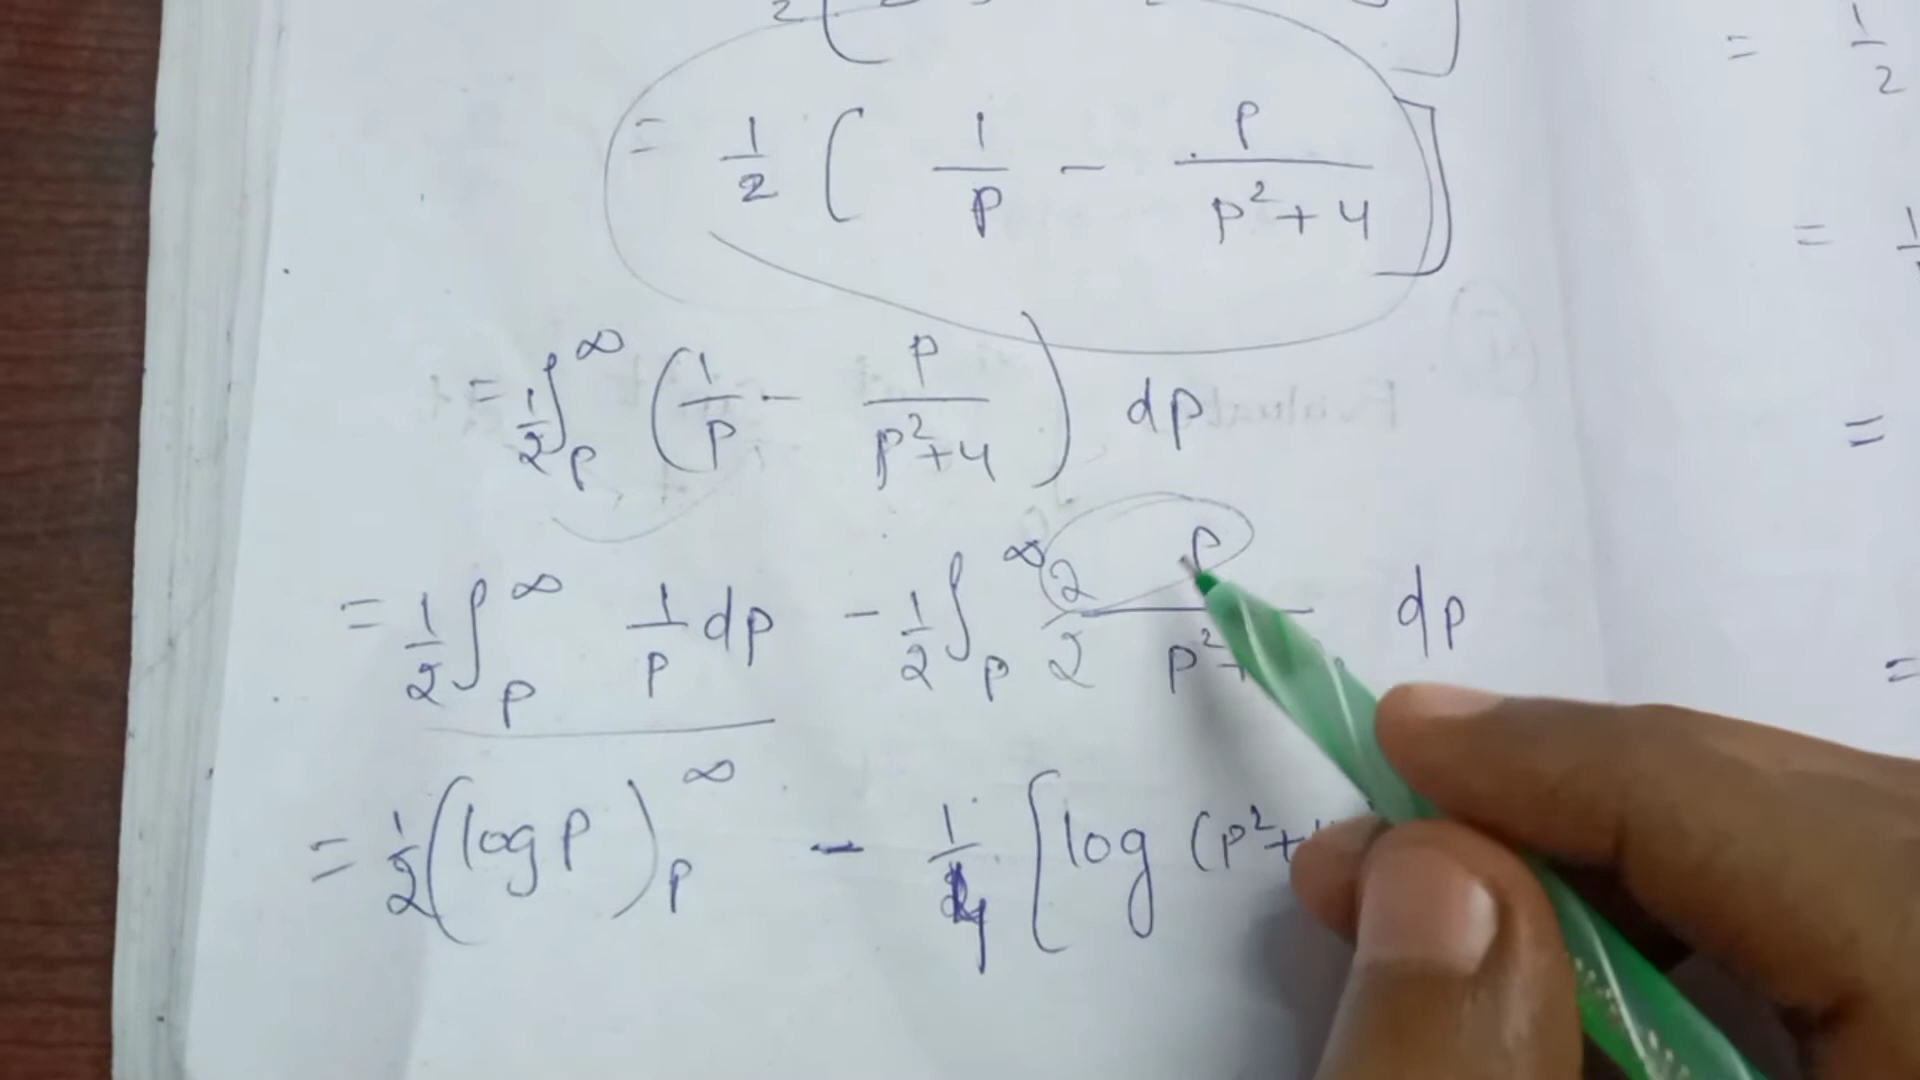 = 1/2 ( 1/p - p/(p²+4) ]
= 1/2 ∫_p^∞ ( 1/p - p/(p²+4) ) dp
= 1/2 ∫_p^∞ 1/p dp - 1/2 ∫_p^∞ 2/2 p/(p²+ dp
= 1/2 (log p)_p^∞ - 1/4 [log (p²+4
= 1/2
=
=
=